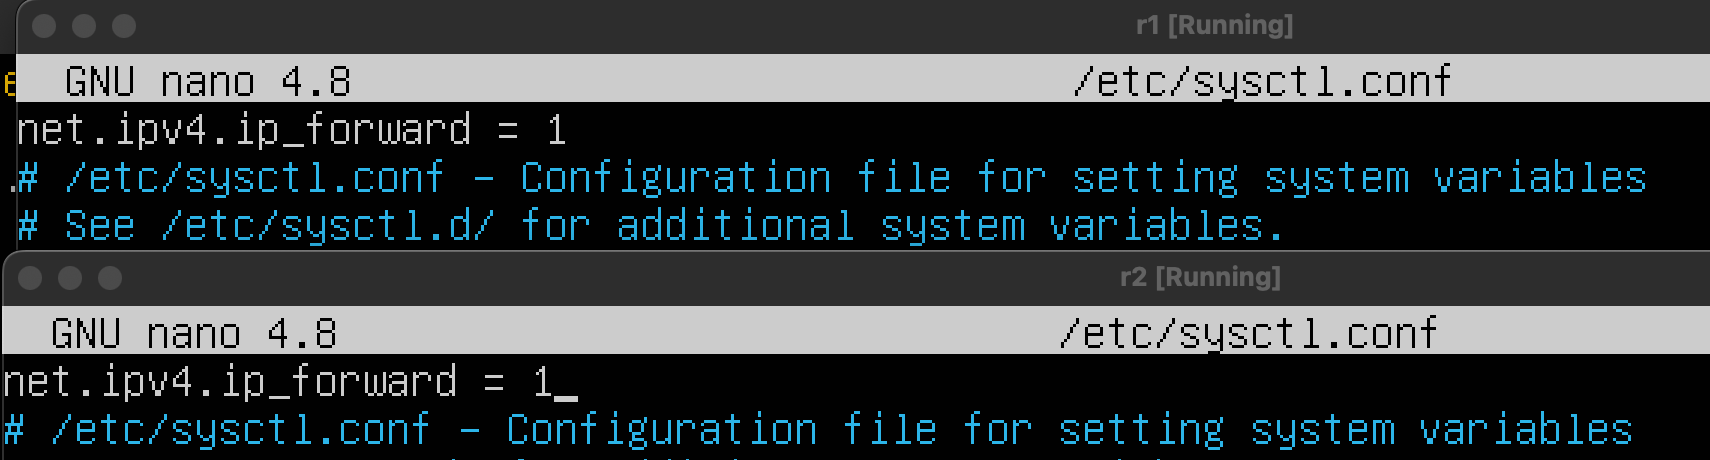 r1 [Running]
GNU nano 4.8 /etc/sysctl.conf
net.ipv4.ip_forward = 1
# /etc/sysctl.conf - Configuration file for setting system variables
# See /etc/sysctl.d/ for additional system variables.
r2 [Running]
GNU nano 4.8 /etc/sysctl.conf
net.ipv4.ip_forward = 1
# /etc/sysctl.conf - Configuration file for setting system variables